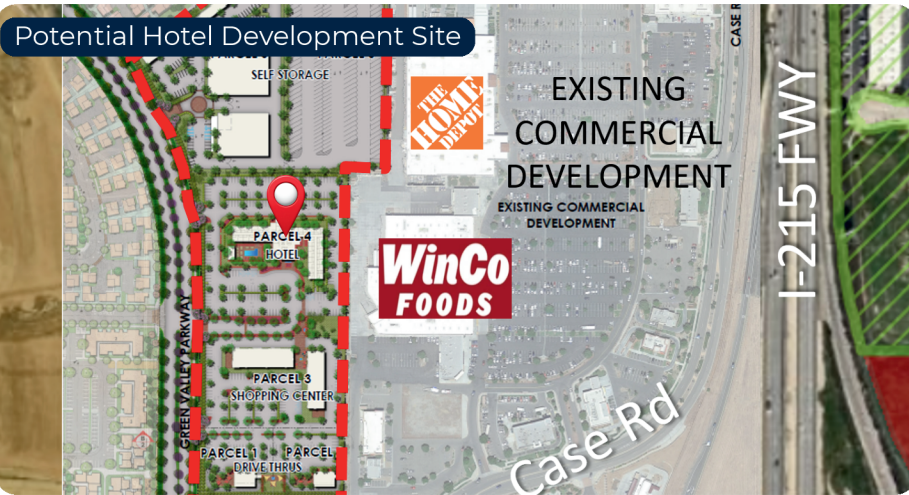 Potential Hotel Development Site
SELF STORAGE
THE
HOME
DEPOT
EXISTING
COMMERCIAL
DEVELOPMENT
EXISTING COMMERCIAL
DEVELOPMENT
CASE R
I-215 FWY
PARCEL 4
HOTEL
WinCo
FOODS
GREEN VALLEY PARKWAY
PARCEL 3
SHOPPING CENTER
PARCEL 1
PARCEL
DRIVE THRUS
Case Rd